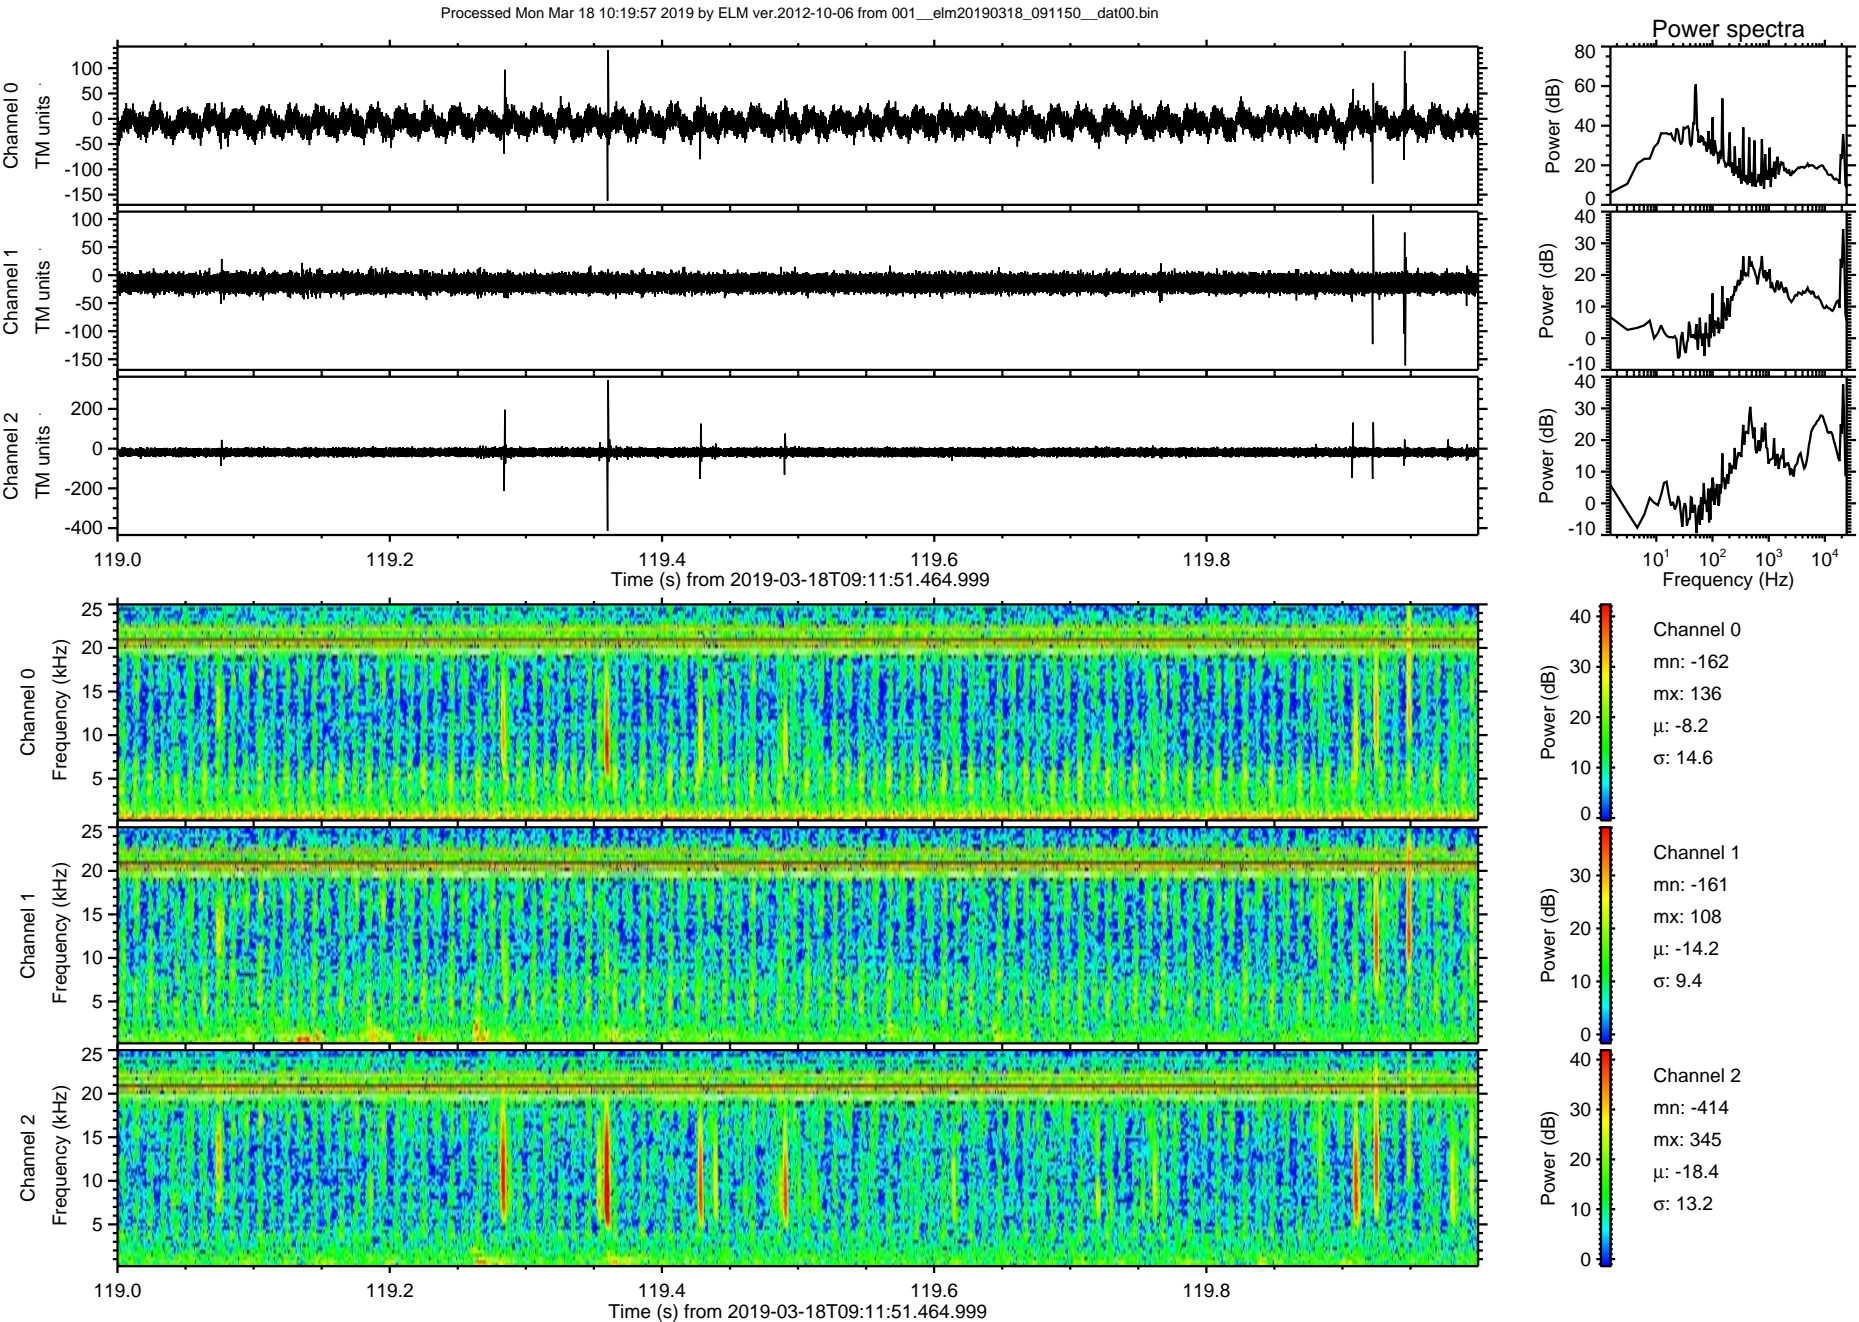 Processed Mon Mar 18 10:19:57 2019 by ELM ver.2012-10-06 from 001__elm20190318_091150__dat00.bin
Power spectra
Channel 0
TM units
100
50
0
-50
-100
-150
Power (dB)
80
60
40
20
0
Channel 1
TM units
100
50
0
-50
-100
-150
Power (dB)
40
30
20
10
0
-10
Channel 2
TM units
200
0
-200
-400
Power (dB)
40
30
20
10
0
-10
119.0 119.2 119.4 119.6 119.8
Time (s) from 2019-03-18T09:11:51.464.999
10¹ 10² 10³ 10⁴
Frequency (Hz)
Channel 0
Frequency (kHz)
25
20
15
10
5
Power (dB)
40
30
20
10
0
Channel 0
mn: -162
mx: 136
μ: -8.2
σ: 14.6
Channel 1
Frequency (kHz)
25
20
15
10
5
Power (dB)
30
20
10
0
Channel 1
mn: -161
mx: 108
μ: -14.2
σ: 9.4
Channel 2
Frequency (kHz)
25
20
15
10
5
Power (dB)
40
30
20
10
0
Channel 2
mn: -414
mx: 345
μ: -18.4
σ: 13.2
119.0 119.2 119.4 119.6 119.8
Time (s) from 2019-03-18T09:11:51.464.999